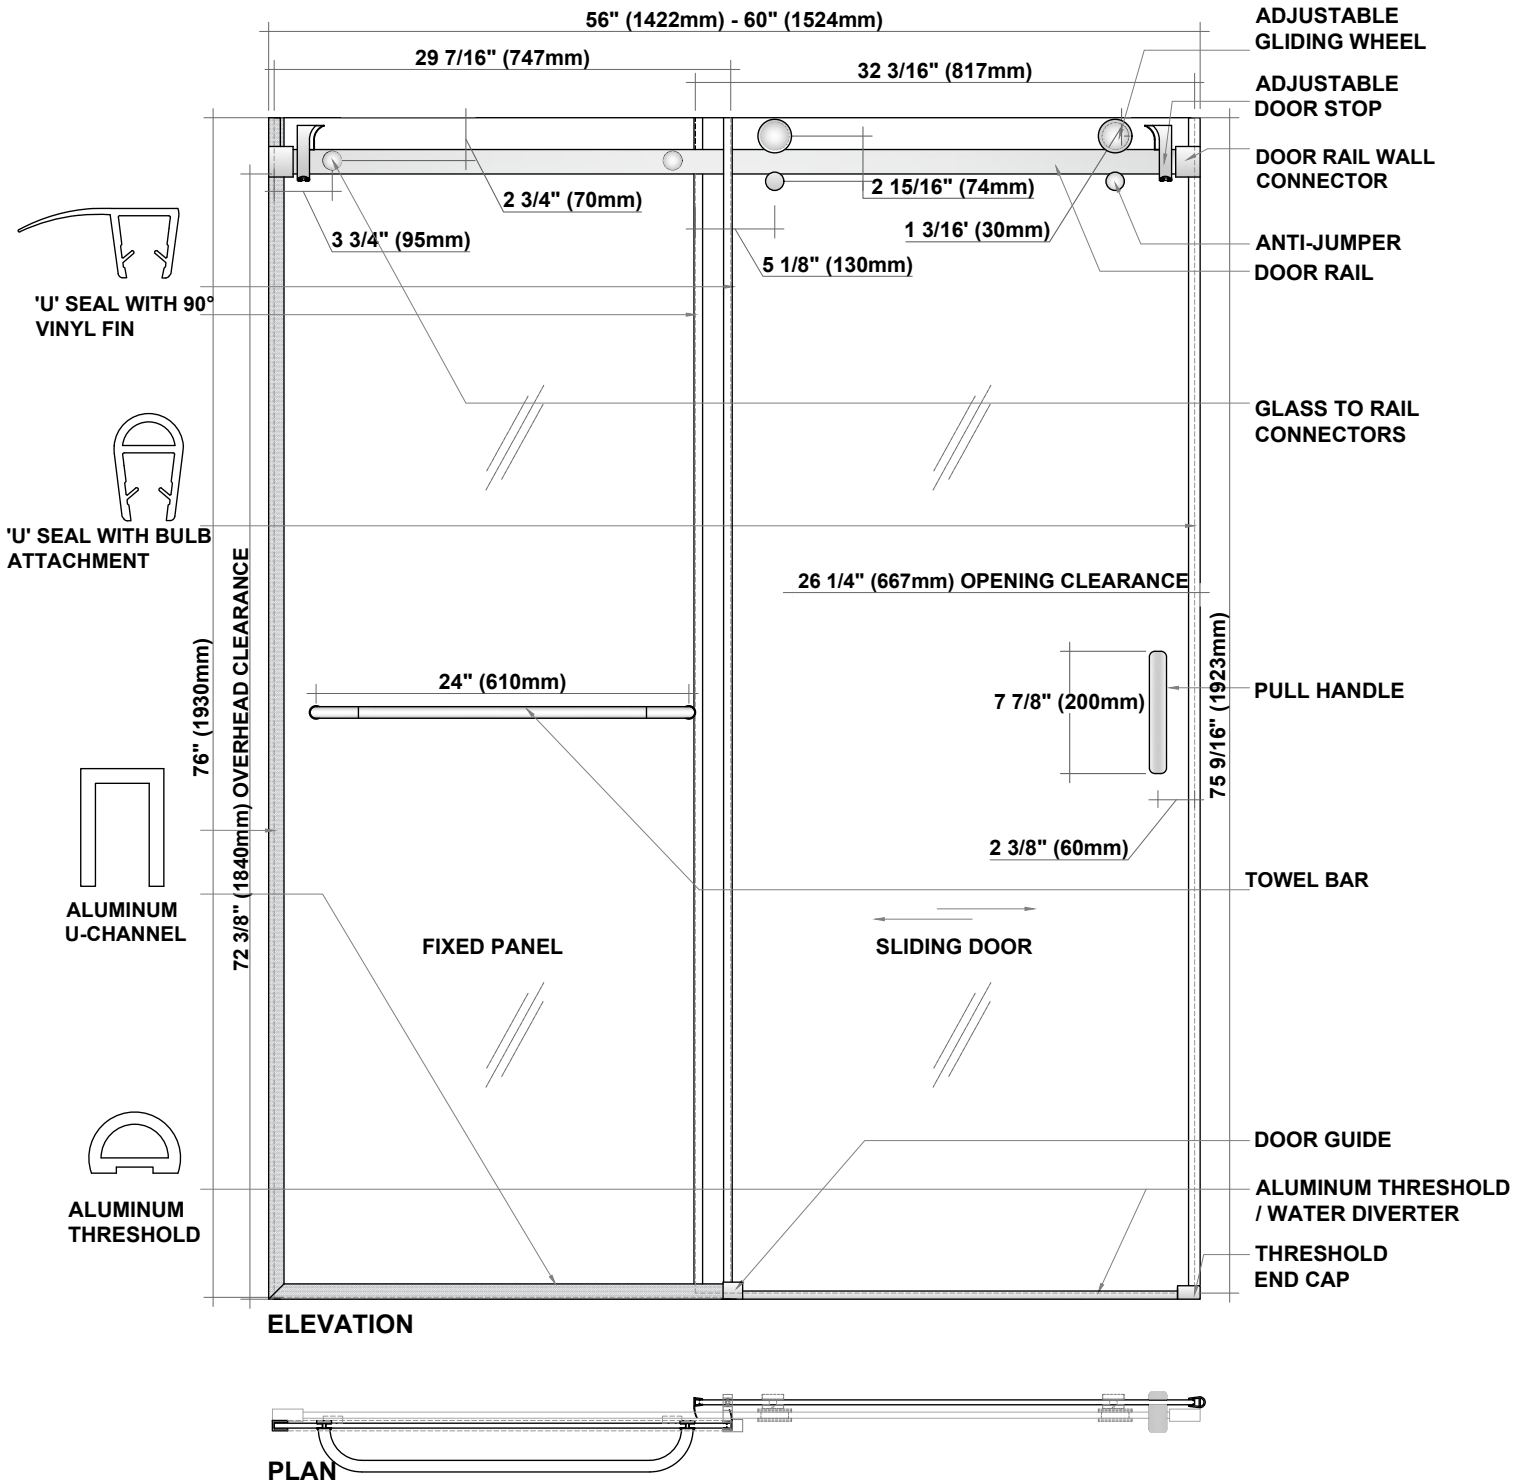 56" (1422mm) - 60" (1524mm)
29 7/16" (747mm)
32 3/16" (817mm)
ADJUSTABLE
GLIDING WHEEL
ADJUSTABLE
DOOR STOP
DOOR RAIL WALL
CONNECTOR
2 3/4" (70mm)
2 15/16" (74mm)
3 3/4" (95mm)
1 3/16' (30mm)
5 1/8" (130mm)
ANTI-JUMPER
DOOR RAIL
'U' SEAL WITH 90°
VINYL FIN
GLASS TO RAIL
CONNECTORS
'U' SEAL WITH BULB
ATTACHMENT
26 1/4" (667mm) OPENING CLEARANCE
76" (1930mm)
72 3/8" (1840mm) OVERHEAD CLEARANCE
24" (610mm)
7 7/8" (200mm)
75 9/16" (1923mm)
PULL HANDLE
2 3/8" (60mm)
TOWEL BAR
ALUMINUM
U-CHANNEL
FIXED PANEL
SLIDING DOOR
DOOR GUIDE
ALUMINUM
THRESHOLD
ALUMINUM THRESHOLD
/ WATER DIVERTER
THRESHOLD
END CAP
ELEVATION
PLAN